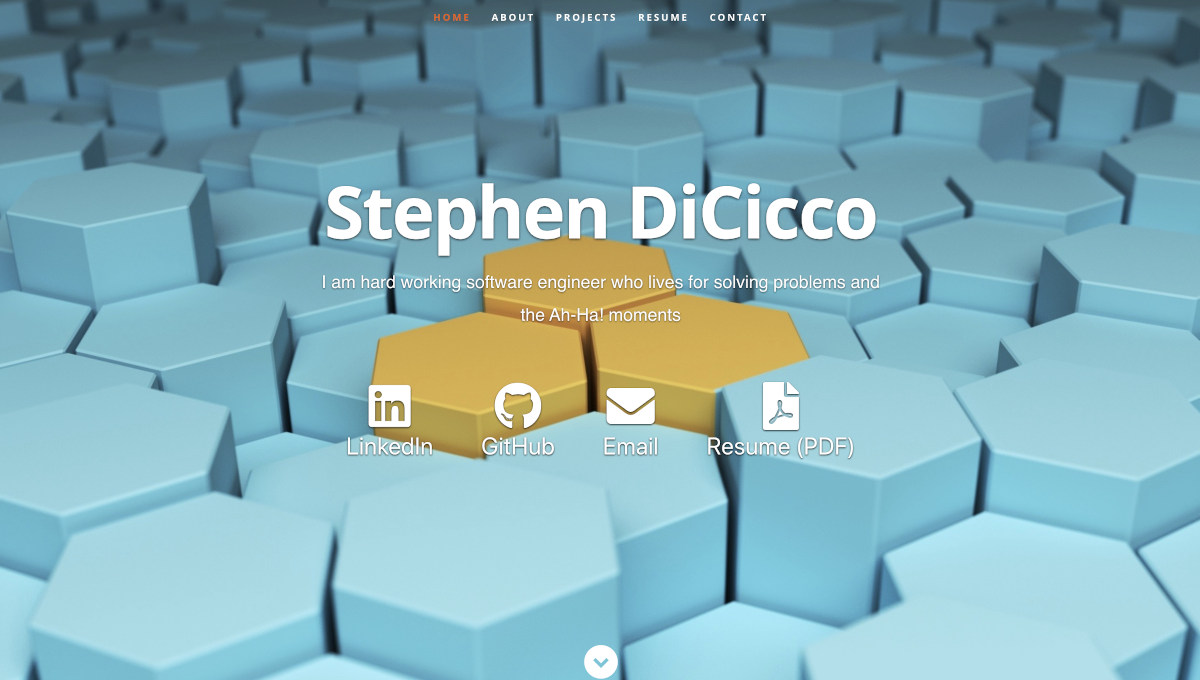 HOME ABOUT PROJECTS RESUME CONTACT
Stephen DiCicco
I am hard working software engineer who lives for solving problems and
the Ah-Ha! moments
in
LinkedIn GitHub Email Resume (PDF)